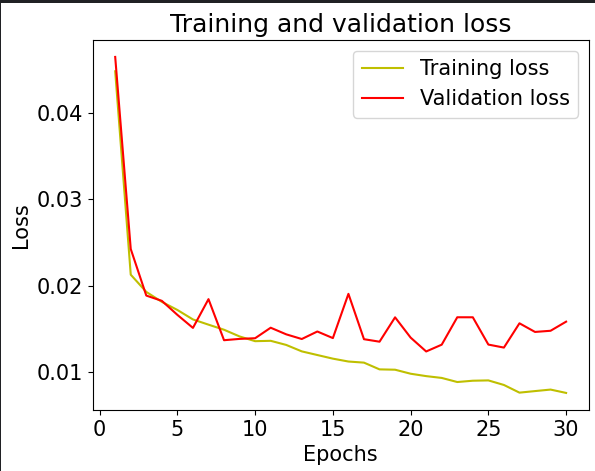 Training and validation loss
Training loss
Validation loss
0.04
0.03
0.02
0.01
Loss
0 5 10 15 20 25 30
Epochs